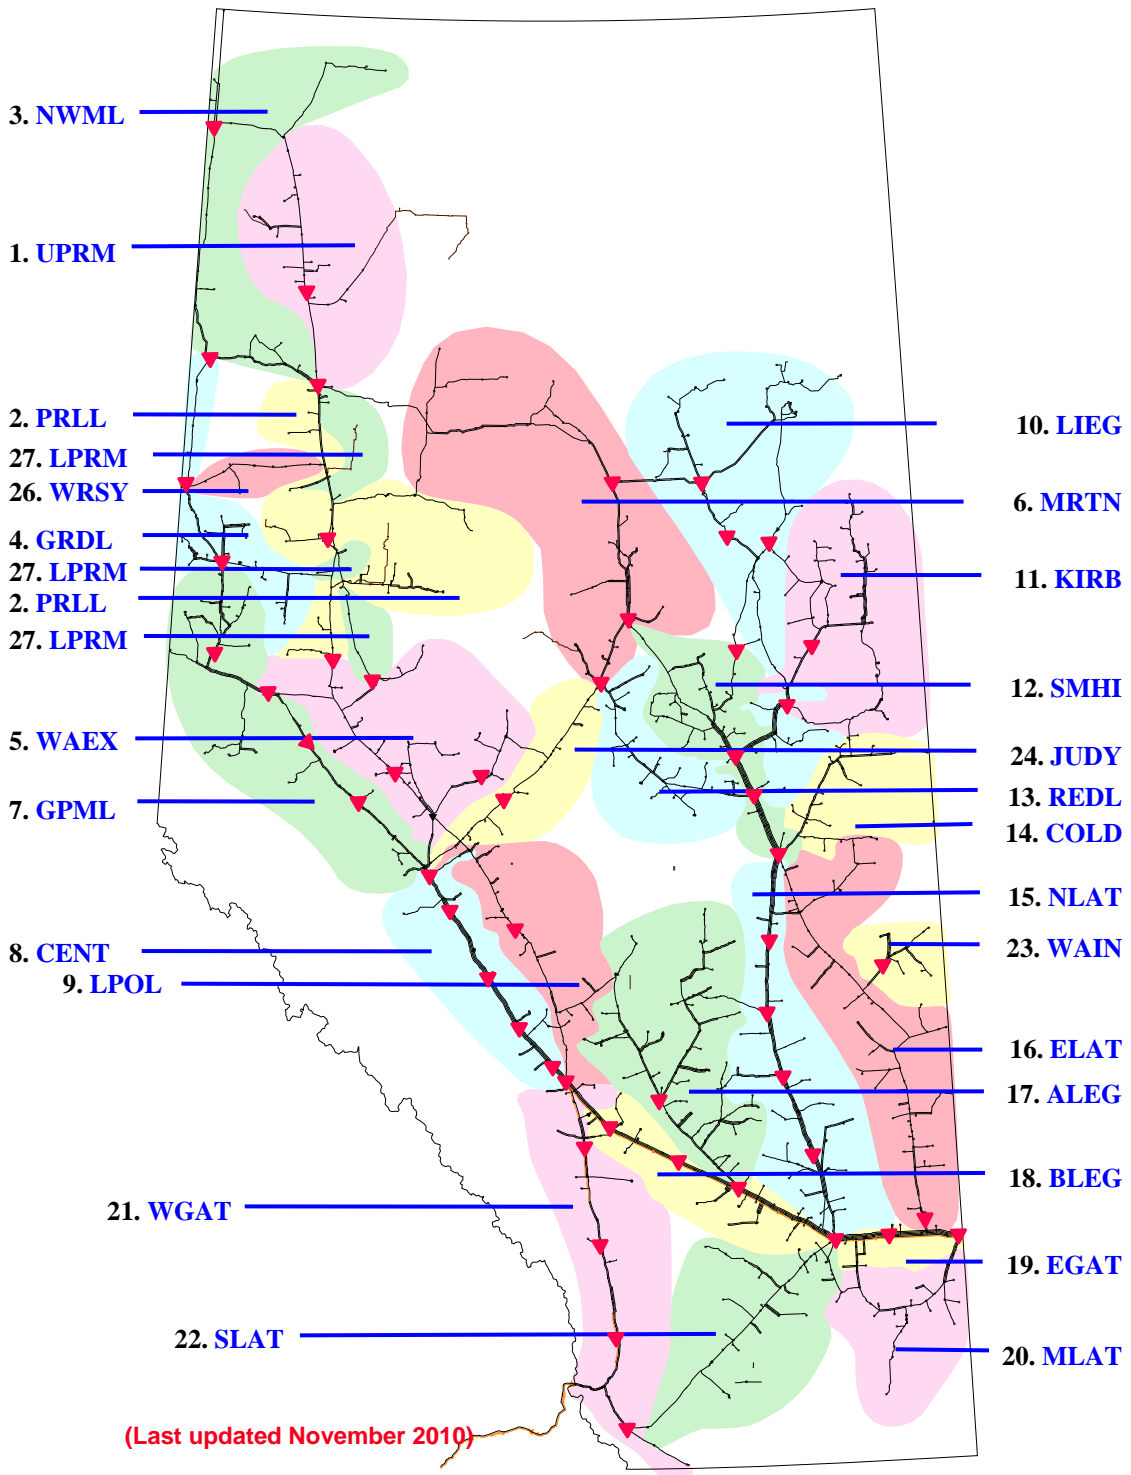 3. NWML
1. UPRM
2. PRLL
27. LPRM
26. WRSY
4. GRDL
27. LPRM
2. PRLL
27. LPRM
5. WAEX
7. GPML
8. CENT
9. LPOL
21. WGAT
22. SLAT
(Last updated November 2010)
10. LIEG
6. MRTN
11. KIRB
12. SMHI
24. JUDY
13. REDL
14. COLD
15. NLAT
23. WAIN
16. ELAT
17. ALEG
18. BLEG
19. EGAT
20. MLAT